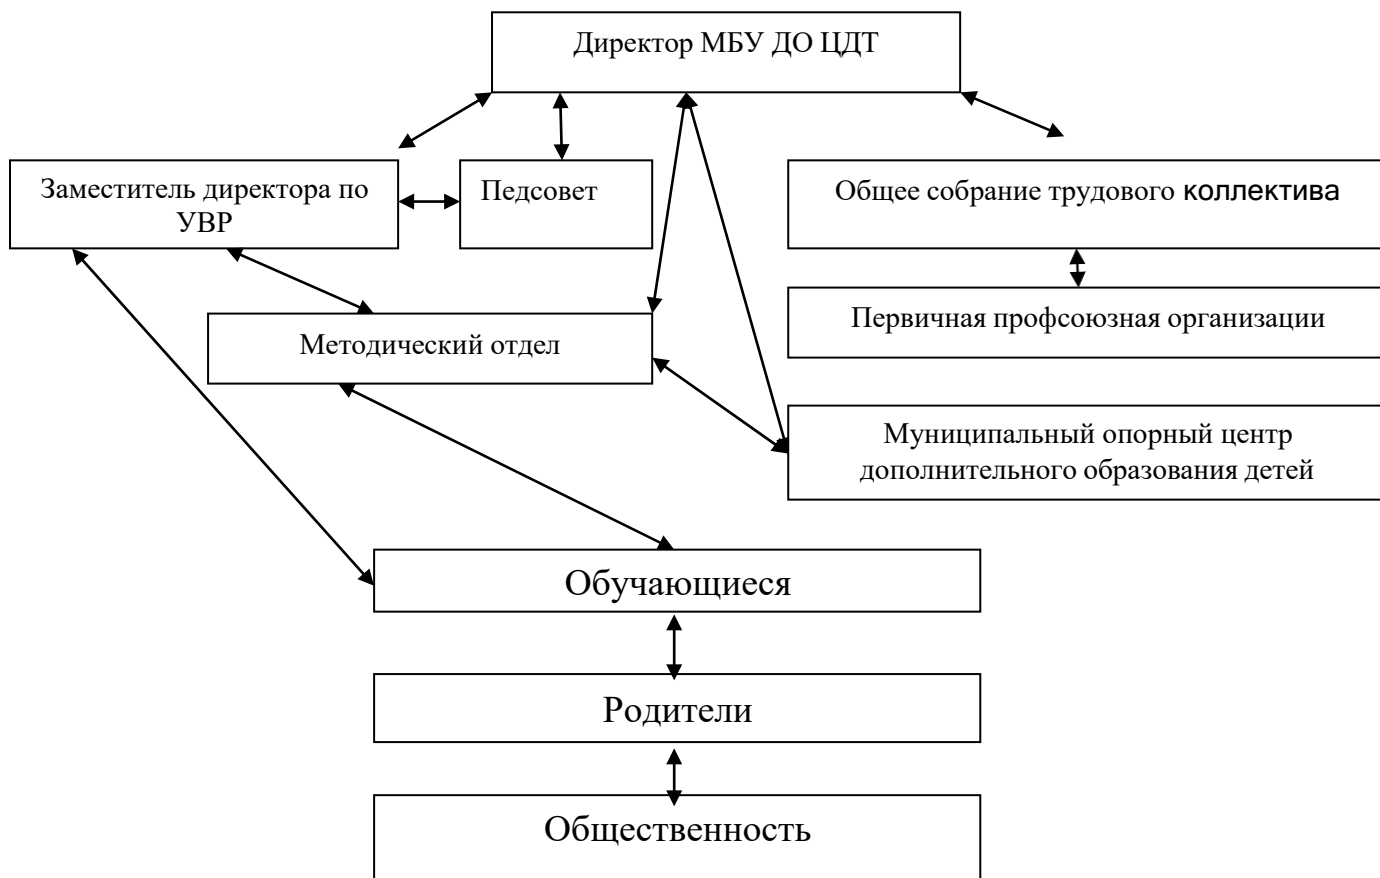 Директор МБУ ДО ЦДТ
Заместитель директора по
УВР
Педсовет
Общее собрание трудового коллектива
Первичная профсоюзная организации
Методический отдел
Муниципальный опорный центр
дополнительного образования детей
Обучающиеся
Родители
Общественность